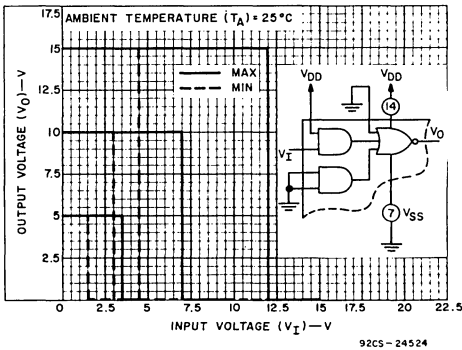 AMBIENT TEMPERATURE (TA) = 25°C
17.5
15
12.5
10
7.5
5
2.5
OUTPUT VOLTAGE (VO)—V
MAX
MIN
VDD
VDD
14
VI
VO
7
VSS
0
2.5
5
7.5
10
12.5
15
17.5
20
22.5
INPUT VOLTAGE (VI)—V
92CS-24524